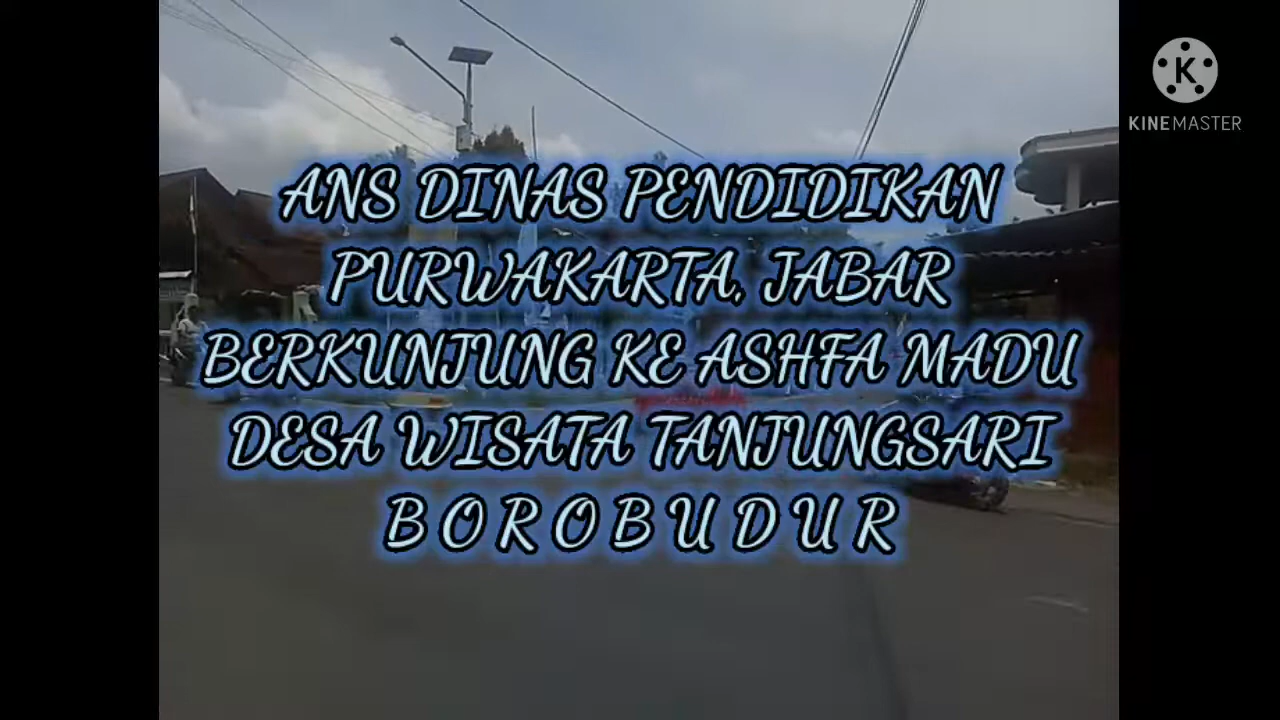 ANS DINAS PENDIDIKAN
PURWAKARTA, JABAR
BERKUNJUNG KE ASHFA MADU
DESA WISATA TANJUNGSARI
B O R O B U D U R
KINEMASTER